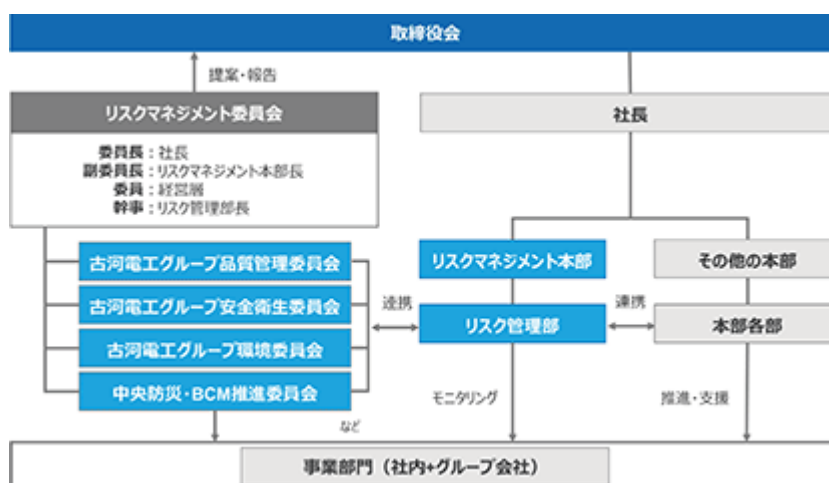 取締役会
提案・報告
リスクマネジメント委員会
委員長：社長
副委員長：リスクマネジメント本部長
委員：経営層
幹事：リスク管理部長
社長
古河電工グループ品質管理委員会
古河電工グループ安全衛生委員会
古河電工グループ環境委員会
中央防災・BCM推進委員会
など
連携
リスクマネジメント本部
リスク管理部
連携
その他の本部
本部各部
モニタリング
推進・支援
事業部門（社内+グループ会社）